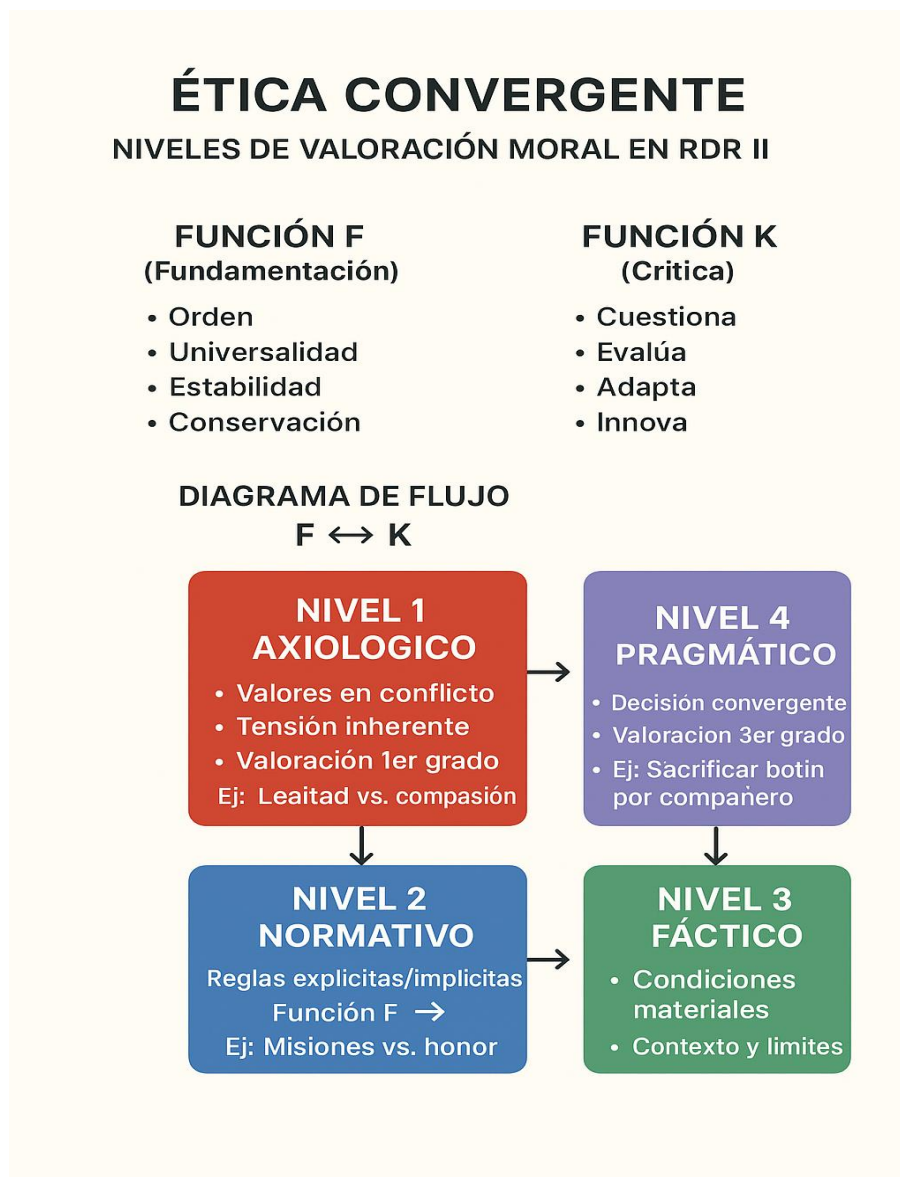 ÉTICA CONVERGENTE
NIVELES DE VALORACIÓN MORAL EN RDR II
FUNCIÓN F
(Fundamentación)
• Orden
• Universalidad
• Estabilidad
• Conservación
FUNCIÓN K
(Critica)
• Cuestiona
• Evalúa
• Adapta
• Innova
DIAGRAMA DE FLUJO
F ↔ K
NIVEL 1
AXIOLOGICO
• Valores en conflicto
• Tensión inherente
• Valoración 1er grado
Ej: Leaitad vs. compasión
NIVEL 2
NORMATIVO
Reglas explicitas/implicitas
Función F →
Ej: Misiones vs. honor
NIVEL 4
PRAGMÁTICO
• Decisión convergente
• Valoracion 3er grado
• Ej: Sacrificar botin
por compaṅero
NIVEL 3
FÁCTICO
• Condiciones
materiales
• Contexto y limites